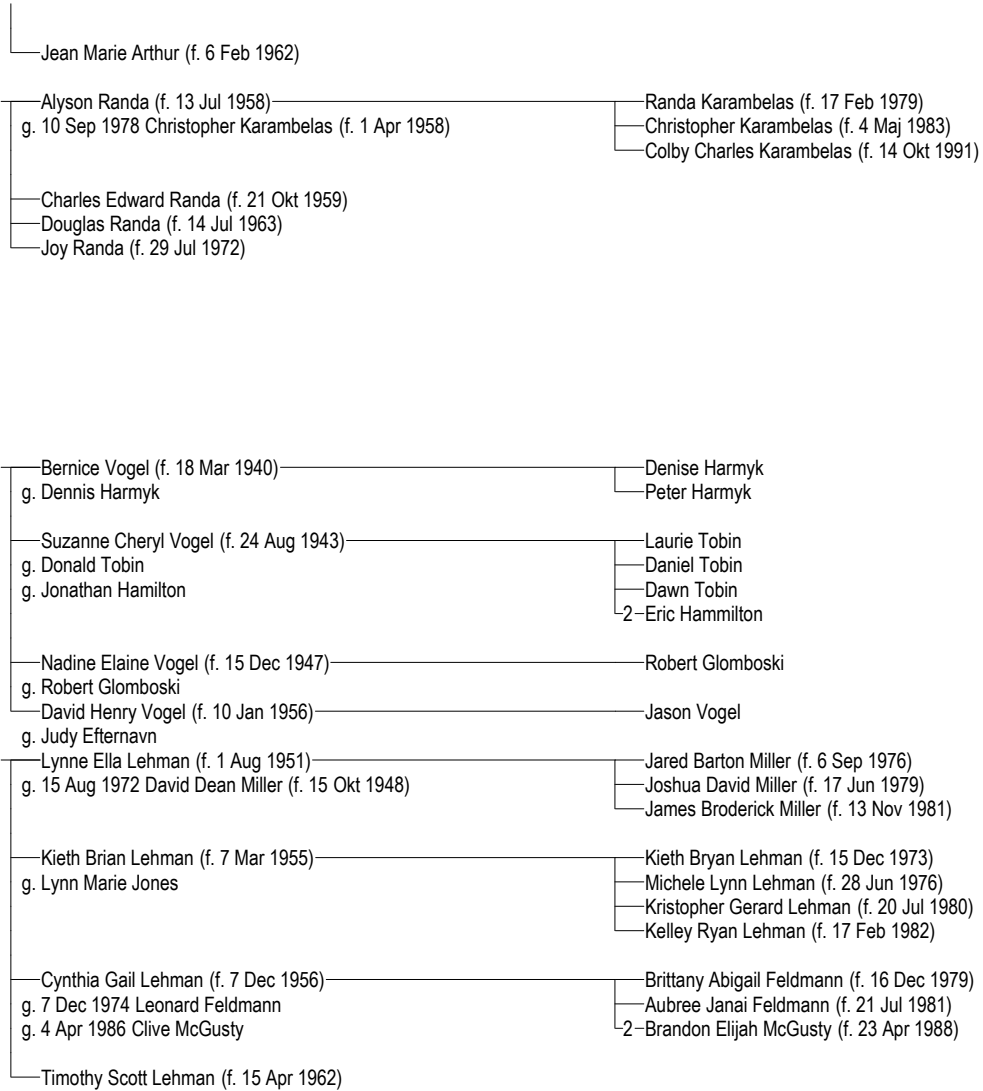 Jean Marie Arthur (f. 6 Feb 1962)
Alyson Randa (f. 13 Jul 1958)
Randa Karambelas (f. 17 Feb 1979)
g. 10 Sep 1978 Christopher Karambelas (f. 1 Apr 1958)
Christopher Karambelas (f. 4 Maj 1983)
Colby Charles Karambelas (f. 14 Okt 1991)
Charles Edward Randa (f. 21 Okt 1959)
Douglas Randa (f. 14 Jul 1963)
Joy Randa (f. 29 Jul 1972)
Bernice Vogel (f. 18 Mar 1940)
Denise Harmyk
g. Dennis Harmyk
Peter Harmyk
Suzanne Cheryl Vogel (f. 24 Aug 1943)
Laurie Tobin
g. Donald Tobin
Daniel Tobin
g. Jonathan Hamilton
Dawn Tobin
2 Eric Hammilton
Nadine Elaine Vogel (f. 15 Dec 1947)
Robert Glomboski
g. Robert Glomboski
David Henry Vogel (f. 10 Jan 1956)
Jason Vogel
g. Judy Efternavn
Lynne Ella Lehman (f. 1 Aug 1951)
Jared Barton Miller (f. 6 Sep 1976)
g. 15 Aug 1972 David Dean Miller (f. 15 Okt 1948)
Joshua David Miller (f. 17 Jun 1979)
James Broderick Miller (f. 13 Nov 1981)
Kieth Brian Lehman (f. 7 Mar 1955)
Kieth Bryan Lehman (f. 15 Dec 1973)
g. Lynn Marie Jones
Michele Lynn Lehman (f. 28 Jun 1976)
Kristopher Gerard Lehman (f. 20 Jul 1980)
Kelley Ryan Lehman (f. 17 Feb 1982)
Cynthia Gail Lehman (f. 7 Dec 1956)
Brittany Abigail Feldmann (f. 16 Dec 1979)
g. 7 Dec 1974 Leonard Feldmann
Aubree Janai Feldmann (f. 21 Jul 1981)
g. 4 Apr 1986 Clive McGusty
2 Brandon Elijah McGusty (f. 23 Apr 1988)
Timothy Scott Lehman (f. 15 Apr 1962)